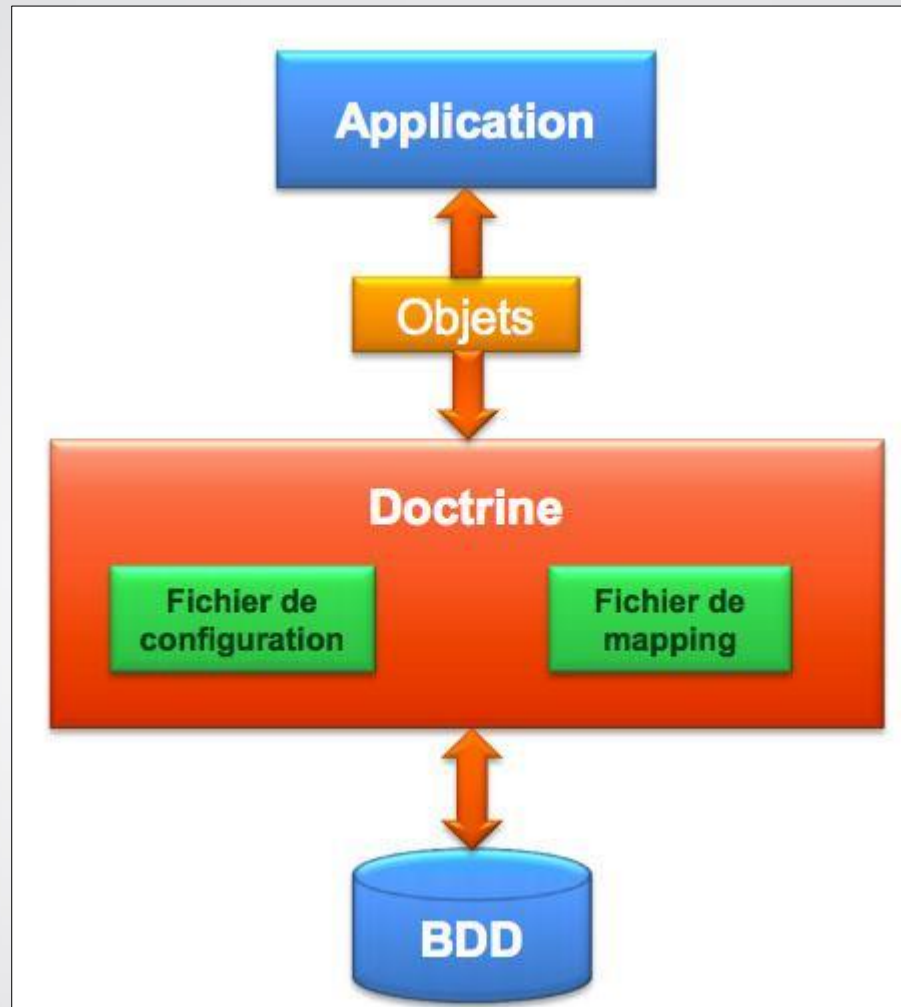 Application
Objets
Doctrine
Fichier de
configuration
Fichier de
mapping
BDD